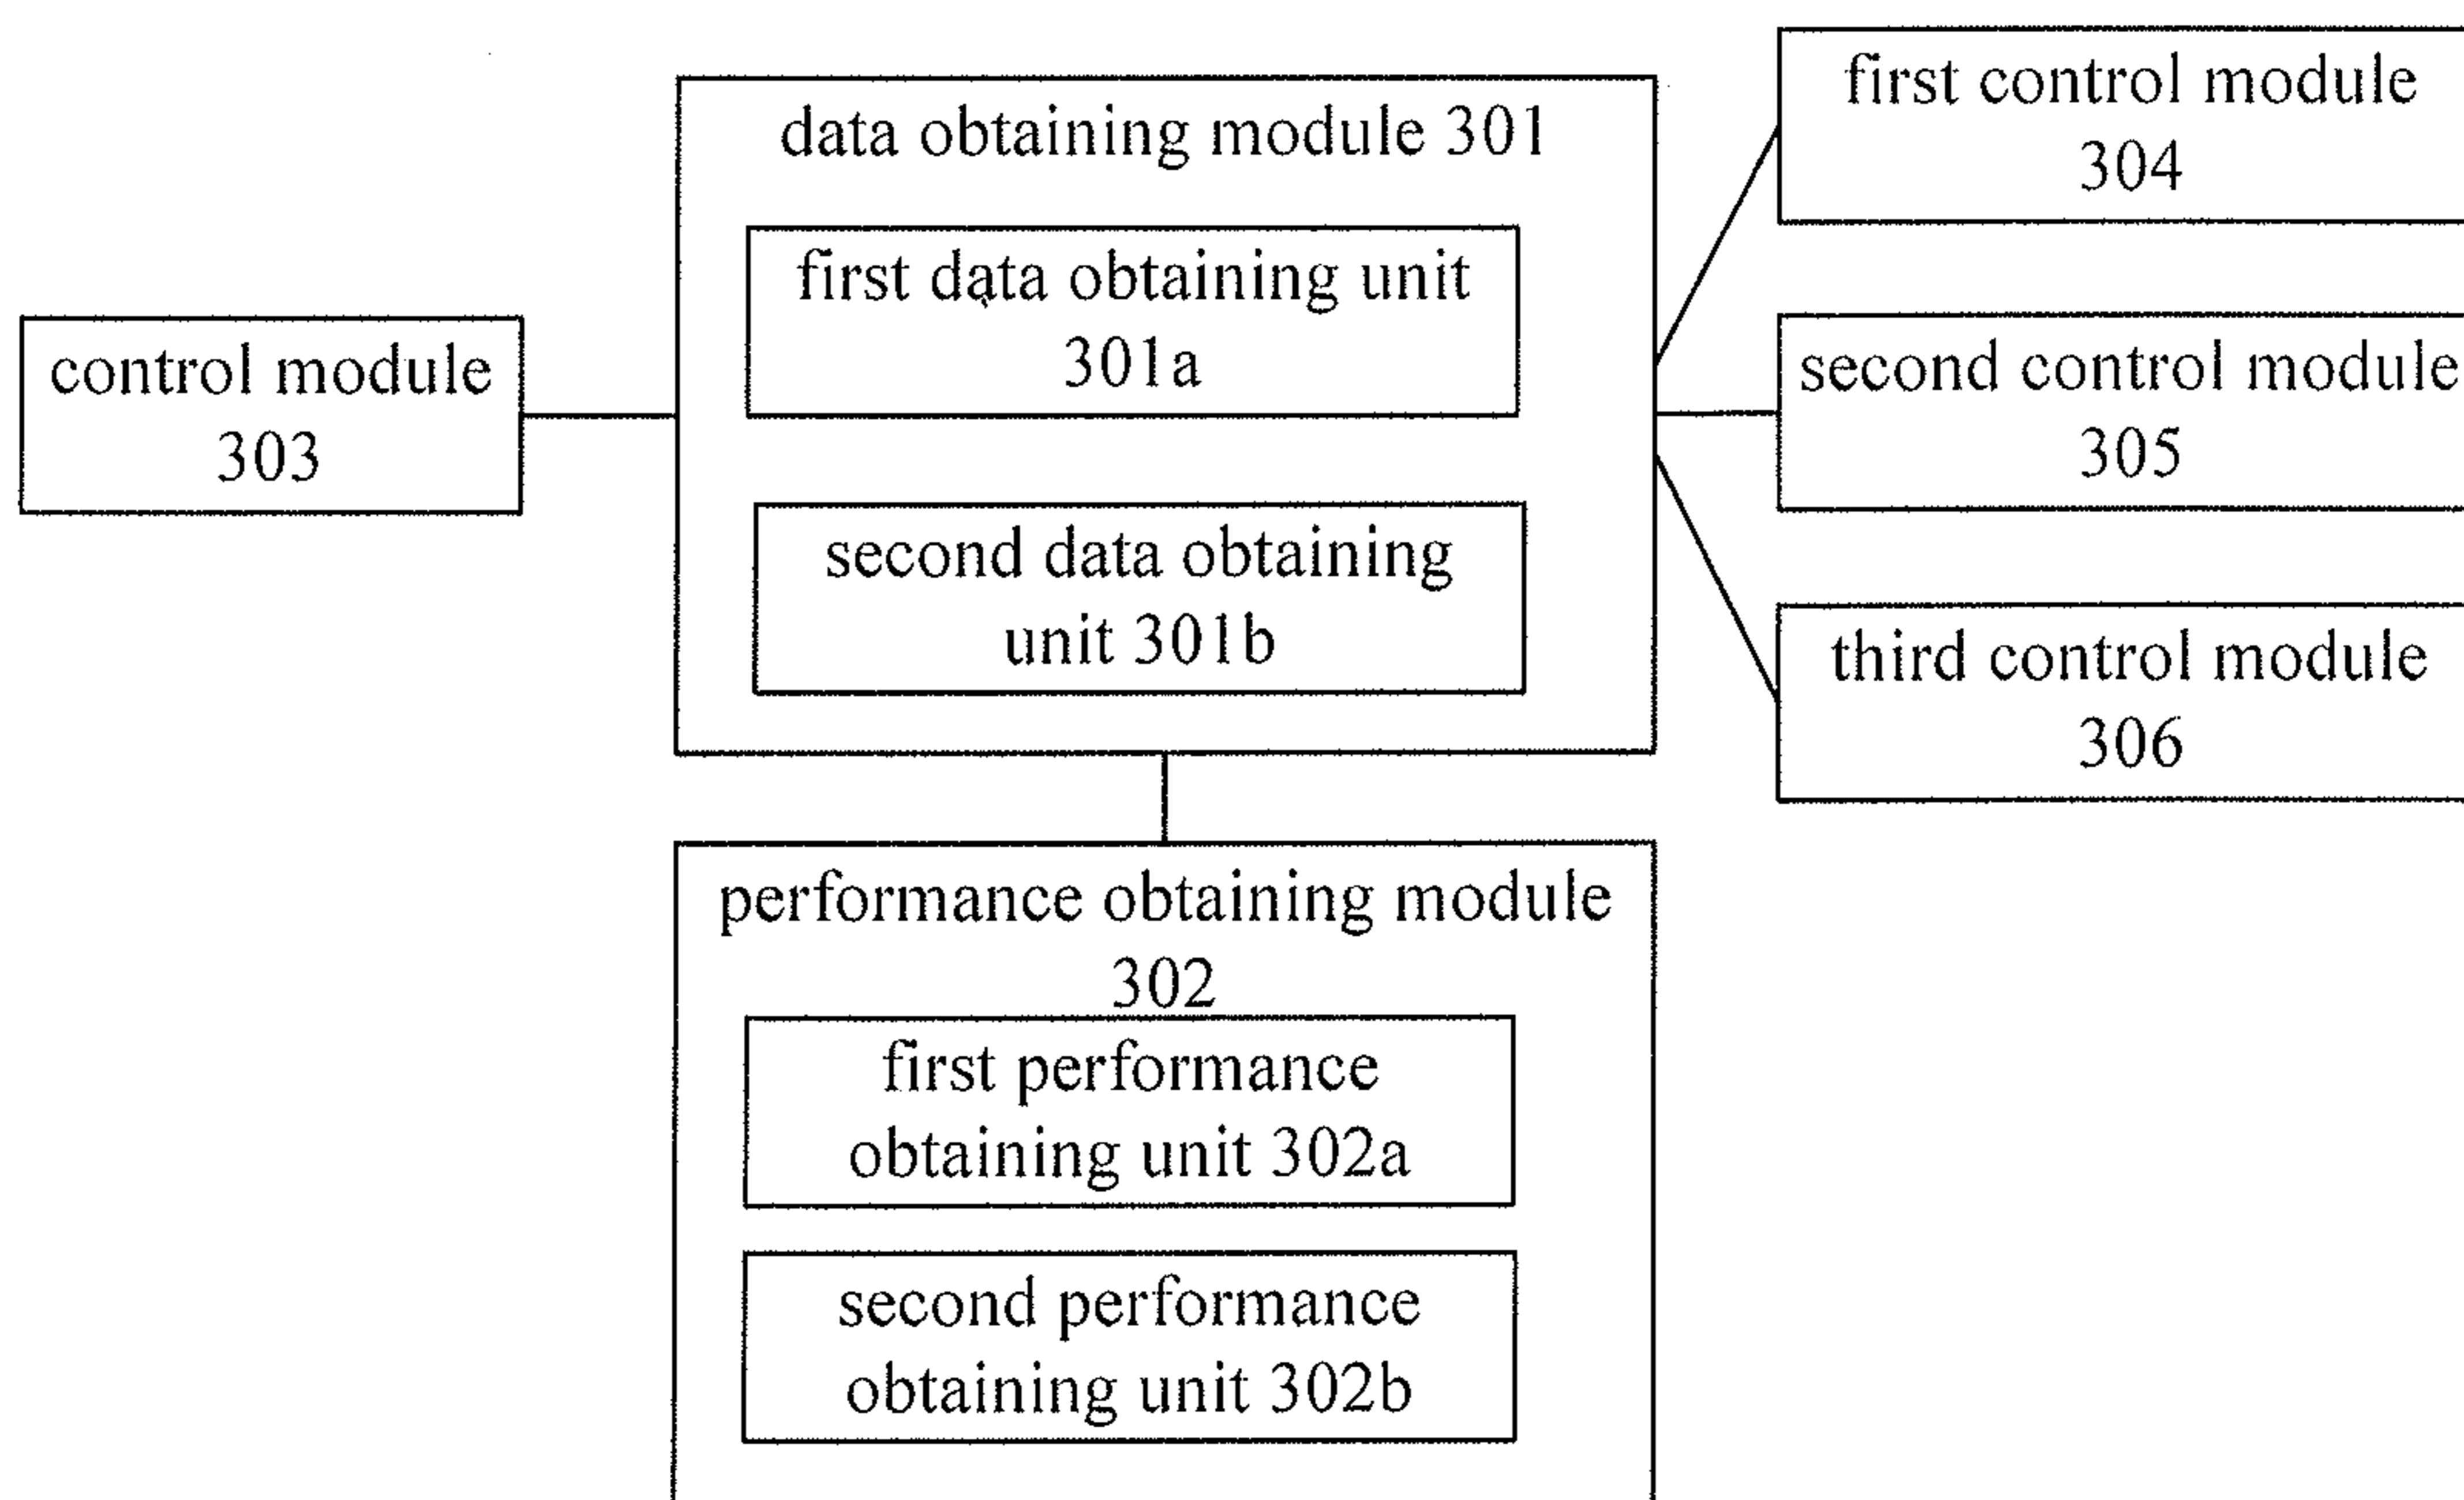 control module
303
data obtaining module 301
first data obtaining unit
301a
second data obtaining
unit 301b
first control module
304
second control module
305
third control module
306
performance obtaining module
302
first performance
obtaining unit 302a
second performance
obtaining unit 302b